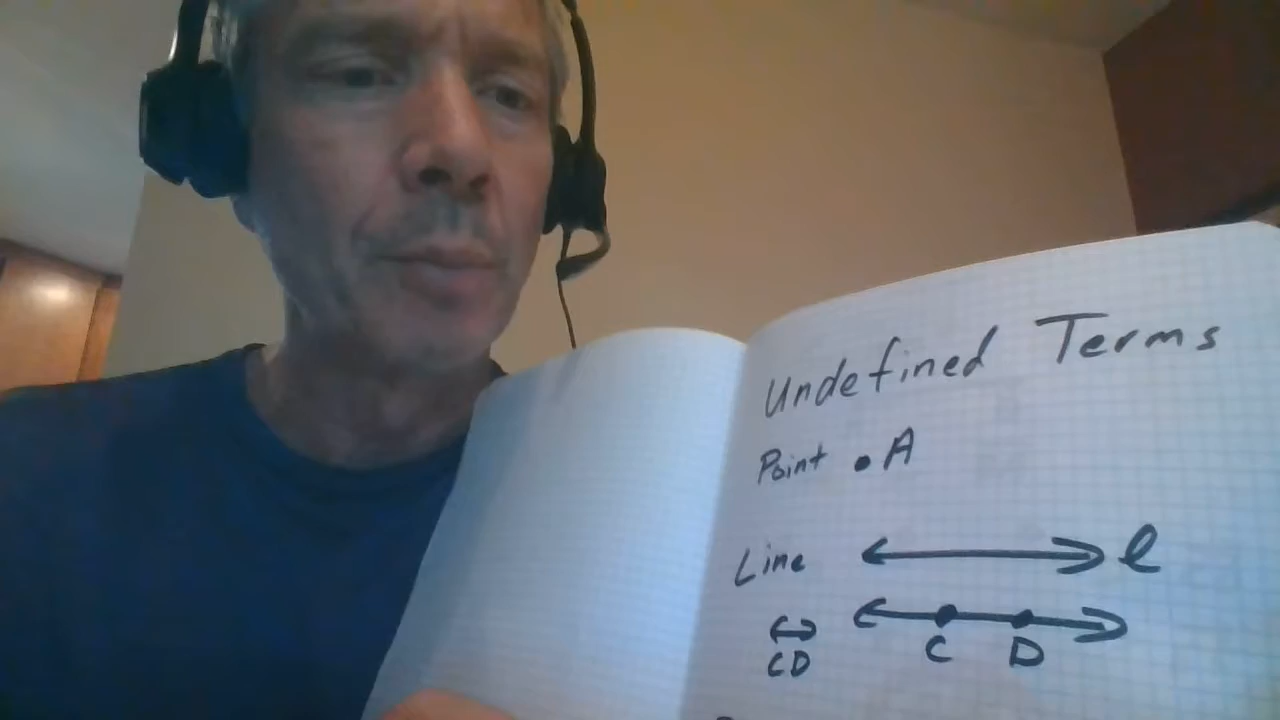 Undefined Terms
Point • A
Line ℓ
C D
CD